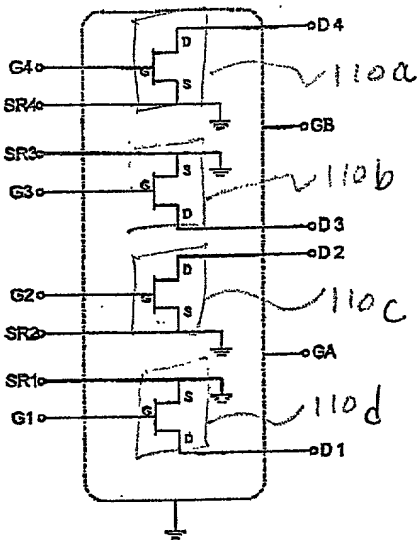 D4
D
G4
G
110a
S
SR4
GB
SR3
S
110b
G3
G
D
D3
D2
D
G2
G
110c
S
SR2
GA
SR1
S
G1
G
110d
D
D1